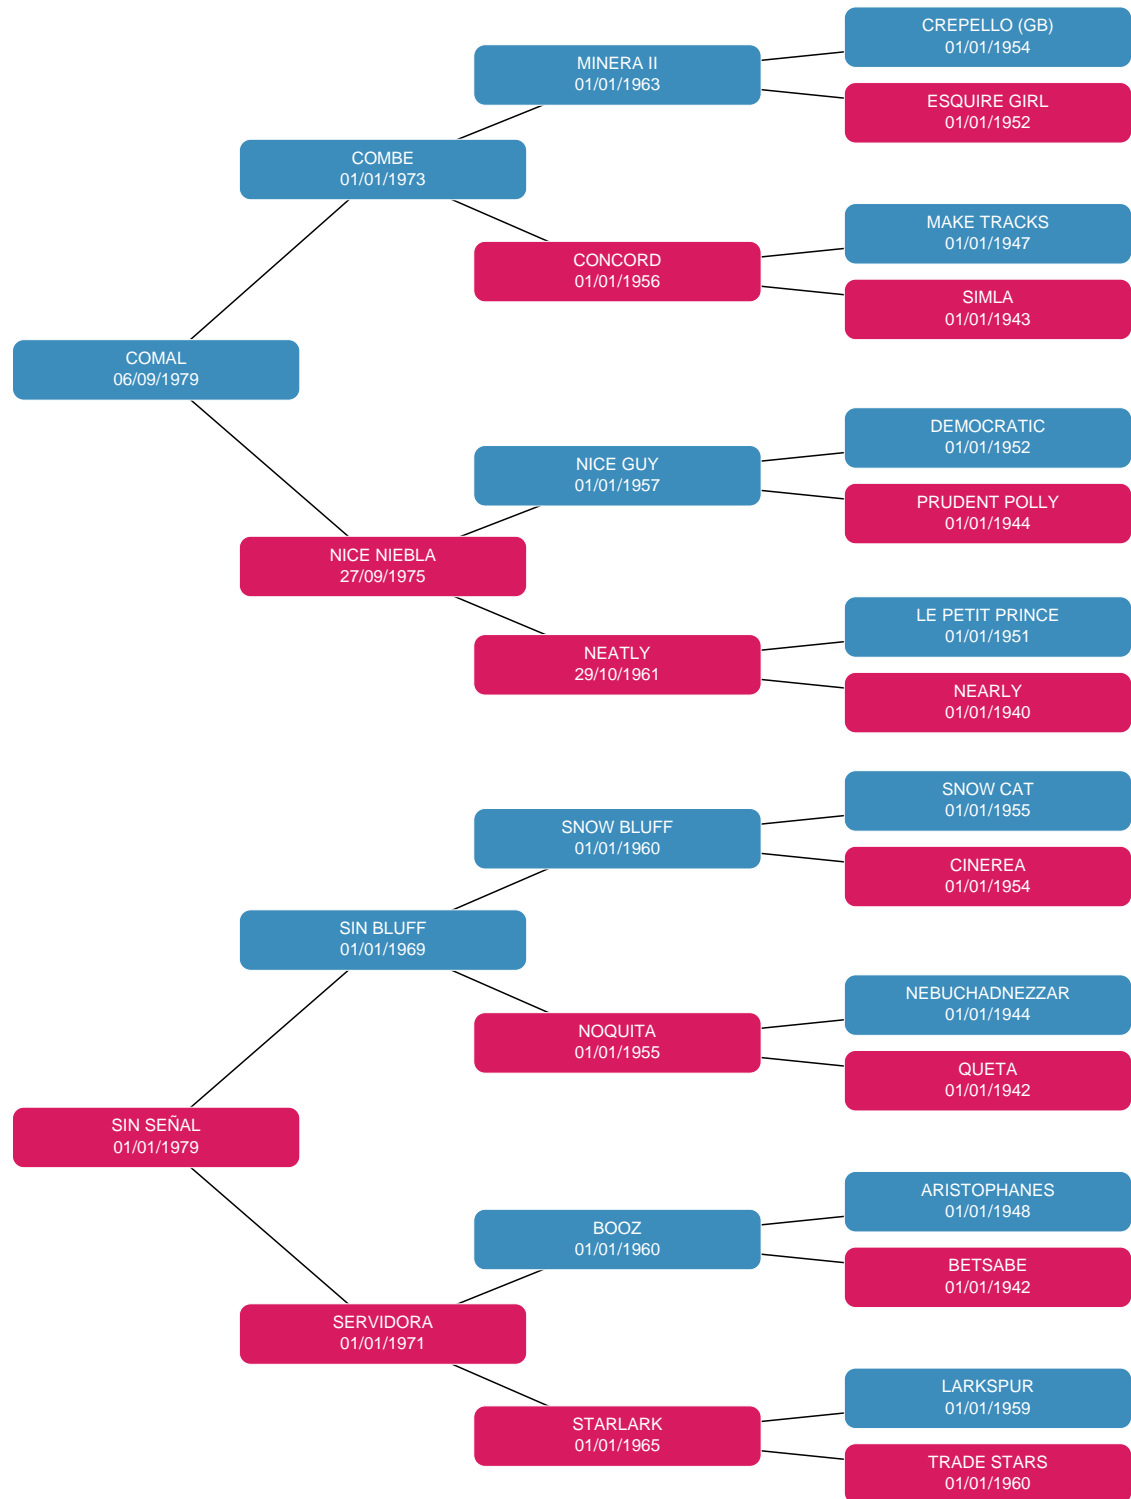 CREPELLO (GB)
01/01/1954
MINERA II
01/01/1963
ESQUIRE GIRL
01/01/1952
COMBE
01/01/1973
MAKE TRACKS
01/01/1947
CONCORD
01/01/1956
SIMLA
01/01/1943
COMAL
06/09/1979
DEMOCRATIC
01/01/1952
NICE GUY
01/01/1957
PRUDENT POLLY
01/01/1944
NICE NIEBLA
27/09/1975
LE PETIT PRINCE
01/01/1951
NEATLY
29/10/1961
NEARLY
01/01/1940
SNOW CAT
01/01/1955
SNOW BLUFF
01/01/1960
CINEREA
01/01/1954
SIN BLUFF
01/01/1969
NEBUCHADNEZZAR
01/01/1944
NOQUITA
01/01/1955
QUETA
01/01/1942
SIN SEÑAL
01/01/1979
ARISTOPHANES
01/01/1948
BOOZ
01/01/1960
BETSABE
01/01/1942
SERVIDORA
01/01/1971
LARKSPUR
01/01/1959
STARLARK
01/01/1965
TRADE STARS
01/01/1960